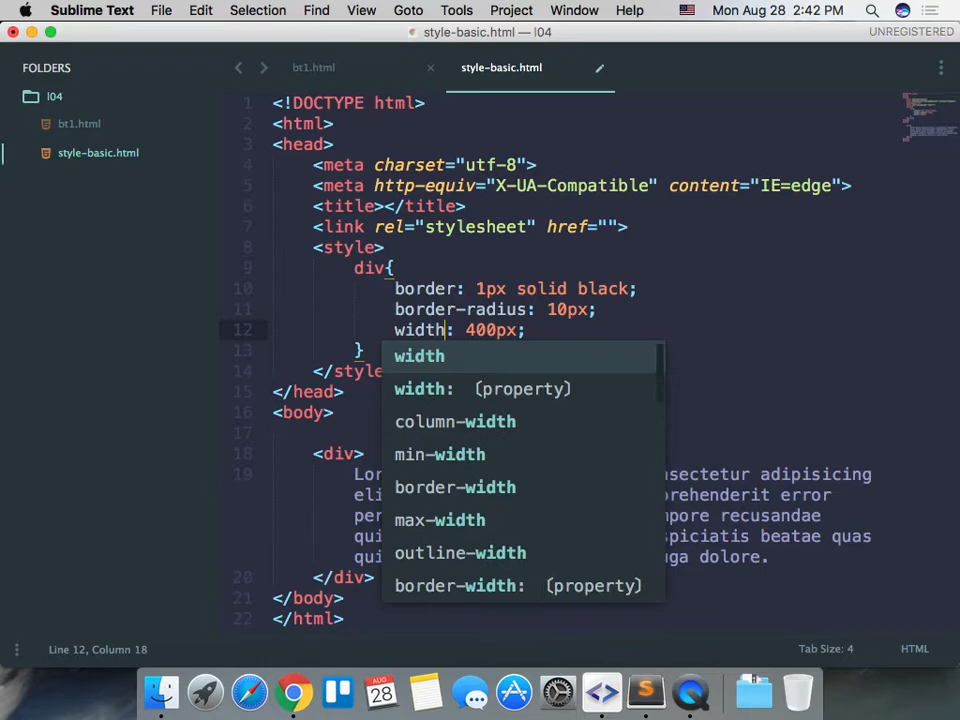 Sublime Text File Edit Selection Find View Goto Tools Project Window Help Mon Aug 28 2:42 PM
style-basic.html — l04 UNREGISTERED
FOLDERS
l04
bt1.html
style-basic.html
bt1.html × style-basic.html
1 <!DOCTYPE html>
2 <html>
3 <head>
4 <meta charset="utf-8">
5 <meta http-equiv="X-UA-Compatible" content="IE=edge">
6 <title></title>
7 <link rel="stylesheet" href="">
8 <style>
9 div{
10 border: 1px solid black;
11 border-radius: 10px;
12 width: 400px;
13 }
14 </style
15 </head>
16 <body>
17
18 <div>
19 Lor nsectetur adipisicing
eli prehenderit error
per mpore recusandae
qui spiciatis beatae quas
qui uga dolore.
20 </div>
21 </body>
22 </html>
width
width: (property)
column-width
min-width
border-width
max-width
outline-width
border-width: (property)
Line 12, Column 18 Tab Size: 4 HTML
AUG
28